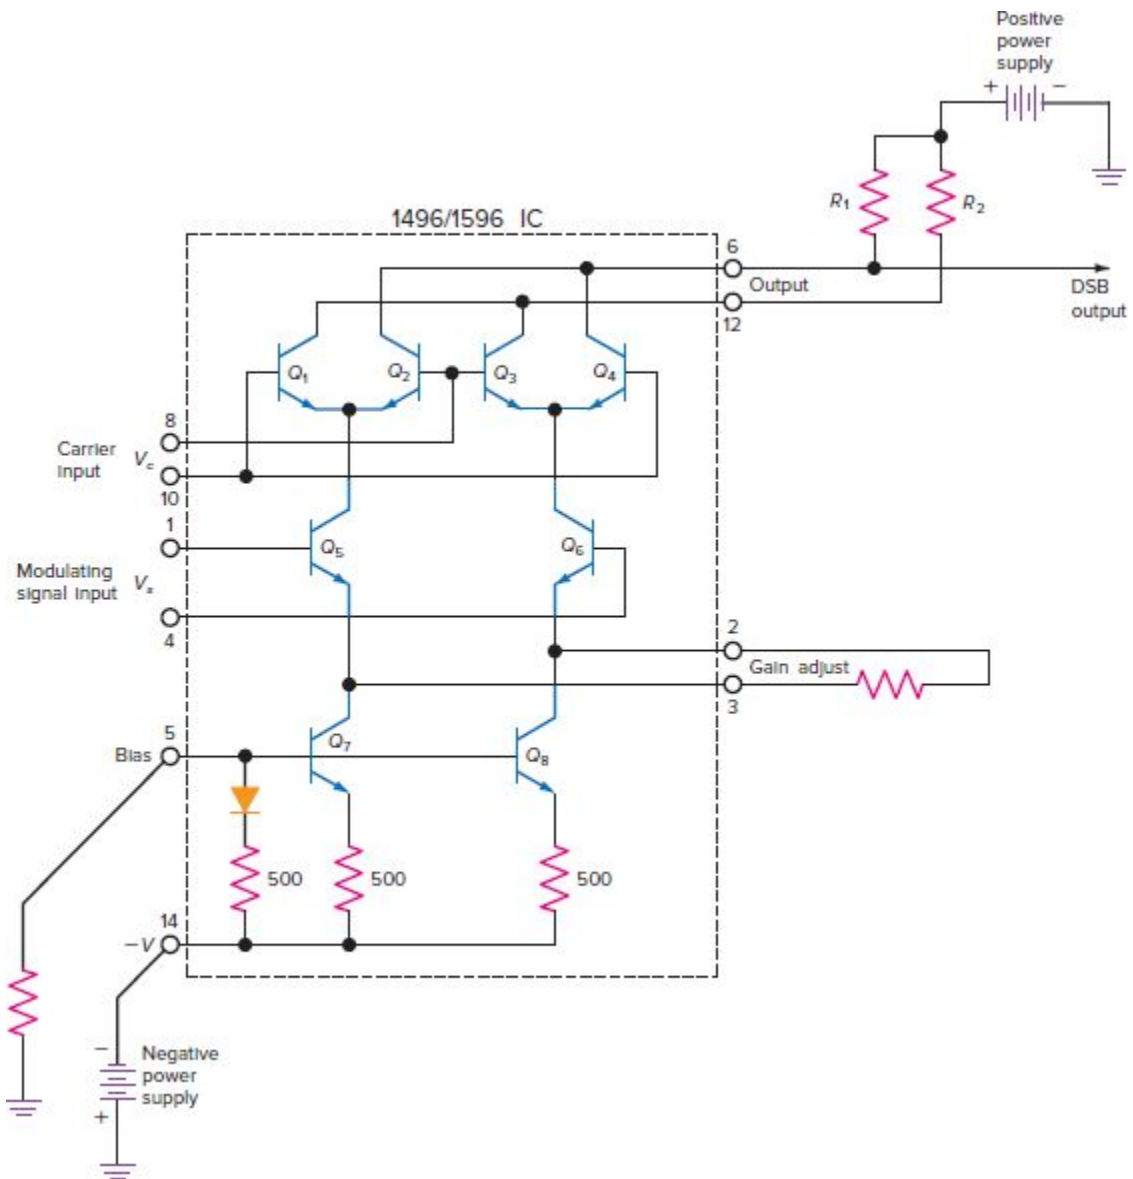 Positive
power
supply
+
−
R1
R2
1496/1596 IC
6
Output
12
DSB
output
Q1
Q2
Q3
Q4
8
Carrier
input
Vc
10
1
Q5
Q6
Modulating
signal input
Vs
4
2
Gain adjust
3
5
Bias
Q7
Q8
500
500
500
14
−V
−
Negative
power
supply
+